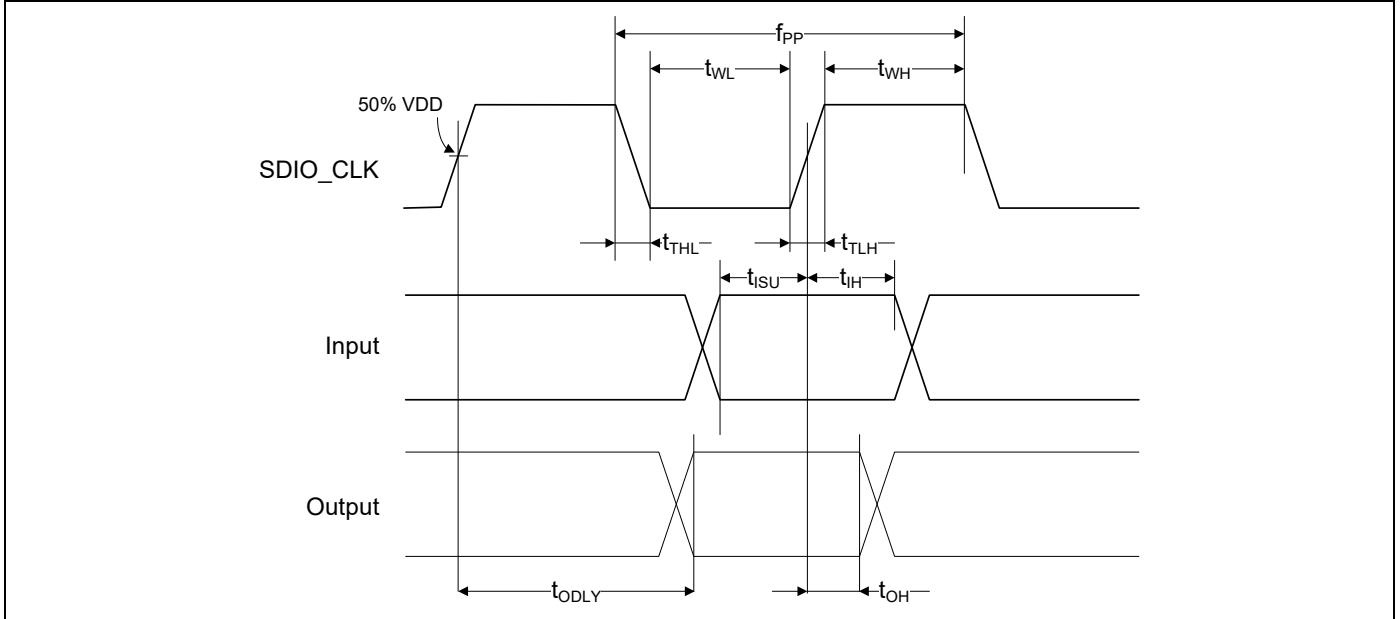 fPP
tWL
tWH
50% VDD
SDIO_CLK
tTHL
tTLH
tISU
tIH
Input
Output
tODLY
tOH